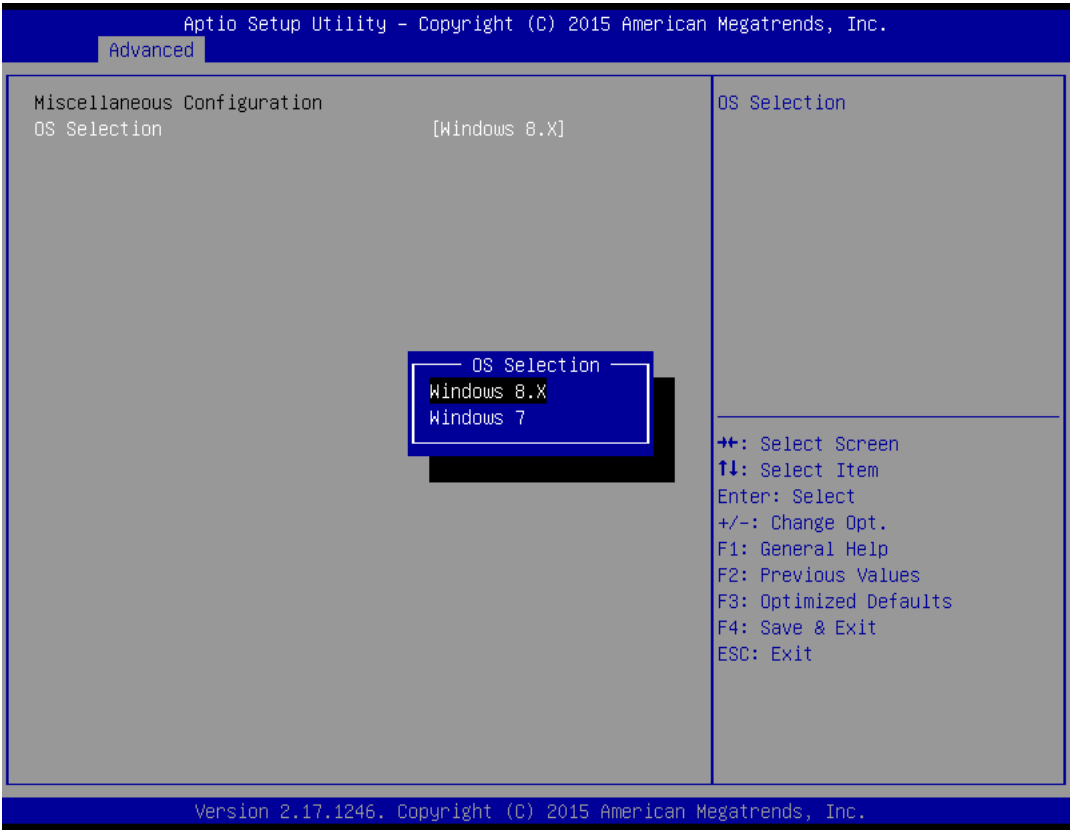 Aptio Setup Utility – Copyright (C) 2015 American Megatrends, Inc.
Advanced
Miscellaneous Configuration
OS Selection [Windows 8.X]
OS Selection
OS Selection
Windows 8.X
Windows 7
→←: Select Screen
↑↓: Select Item
Enter: Select
+/-: Change Opt.
F1: General Help
F2: Previous Values
F3: Optimized Defaults
F4: Save & Exit
ESC: Exit
Version 2.17.1246. Copyright (C) 2015 American Megatrends, Inc.